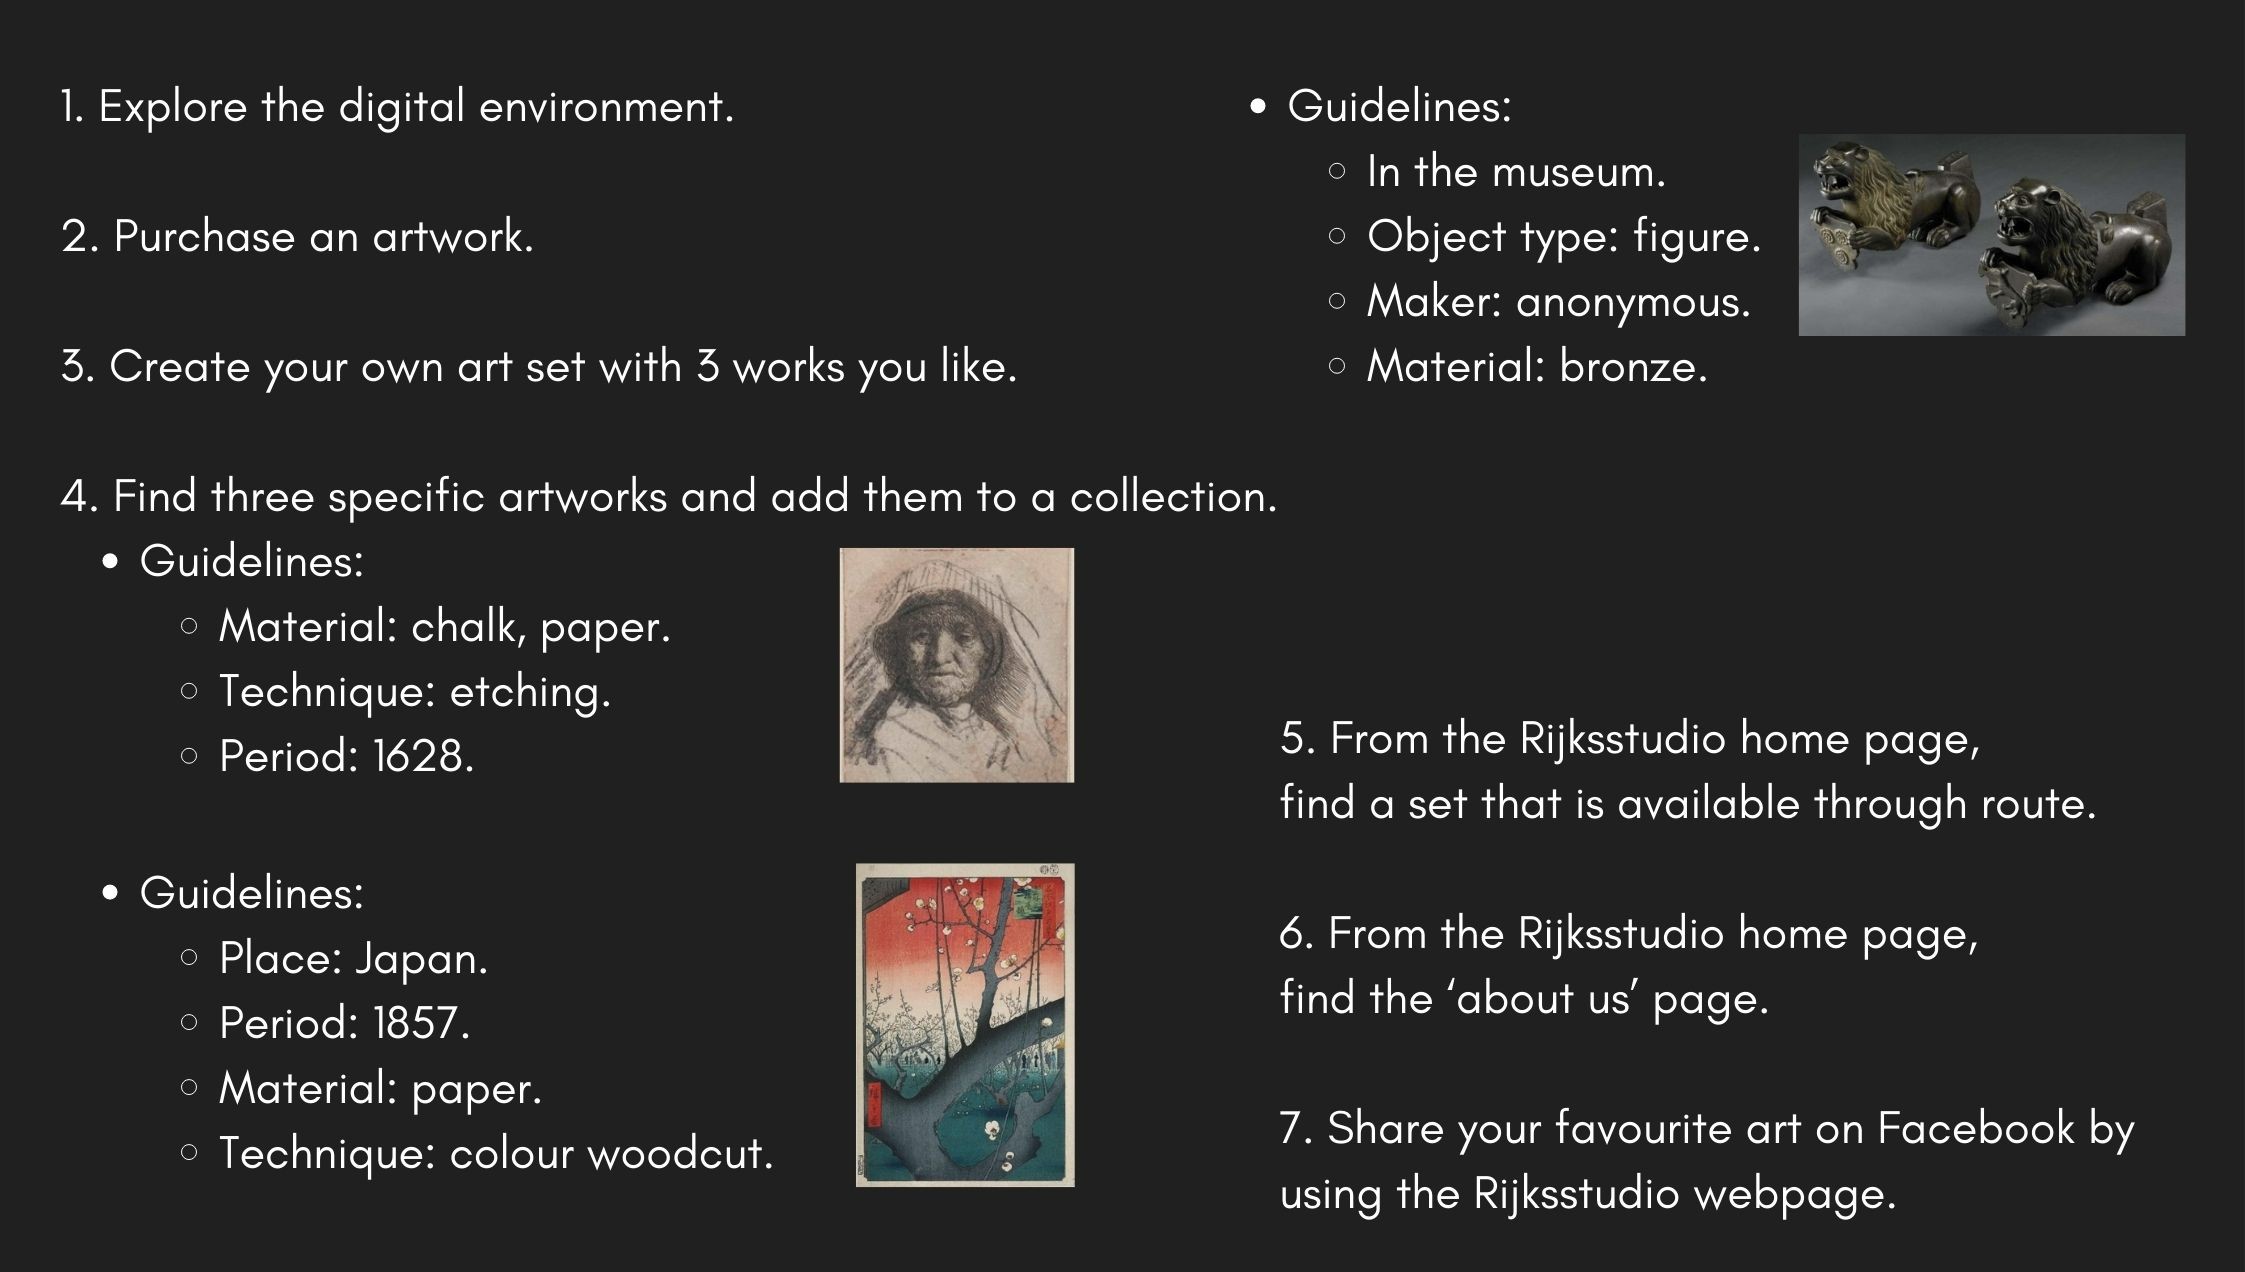 1. Explore the digital environment.
2. Purchase an artwork.
3. Create your own art set with 3 works you like.
4. Find three specific artworks and add them to a collection.
• Guidelines:
○ Material: chalk, paper.
○ Technique: etching.
○ Period: 1628.
• Guidelines:
○ Place: Japan.
○ Period: 1857.
○ Material: paper.
○ Technique: colour woodcut.
• Guidelines:
○ In the museum.
○ Object type: figure.
○ Maker: anonymous.
○ Material: bronze.
5. From the Rijksstudio home page,
find a set that is available through route.
6. From the Rijksstudio home page,
find the ‘about us’ page.
7. Share your favourite art on Facebook by
using the Rijksstudio webpage.